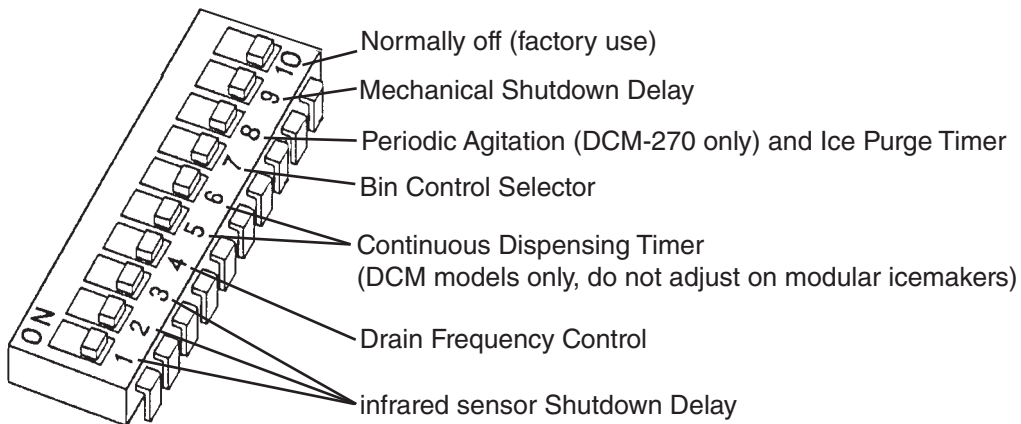 Normally off (factory use)
10
Mechanical Shutdown Delay
9
Periodic Agitation (DCM-270 only) and Ice Purge Timer
8
Bin Control Selector
7
6
Continuous Dispensing Timer
5
(DCM models only, do not adjust on modular icemakers)
4
3
Drain Frequency Control
ON
2
1
infrared sensor Shutdown Delay